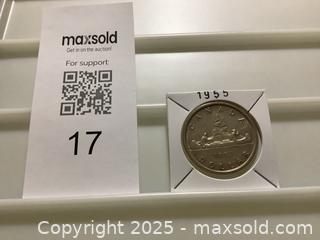 maxsold
Get in on the auction!
For support:
17
1955
CANADA
DOLLAR
Copyright 2025 - maxsold.com